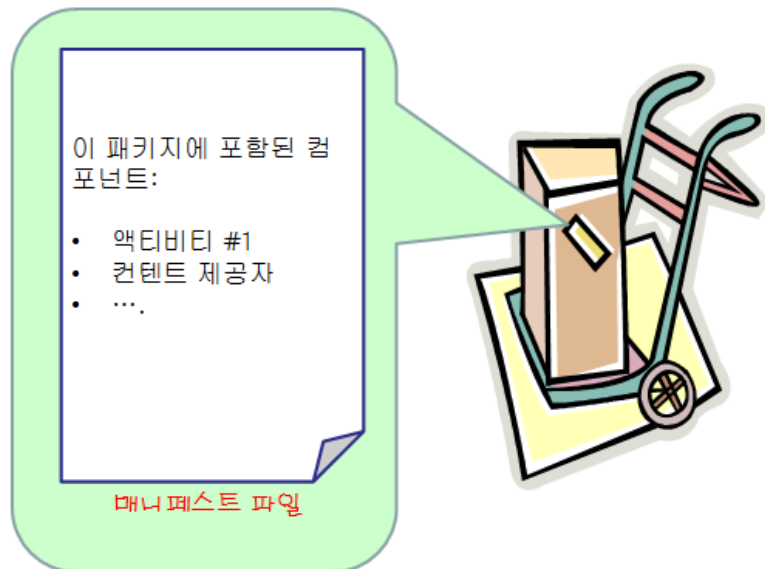 이 패키지에 포함된 컴
포넌트:
• 액티비티 #1
• 컨텐트 제공자
• ….
매니페스트 파일